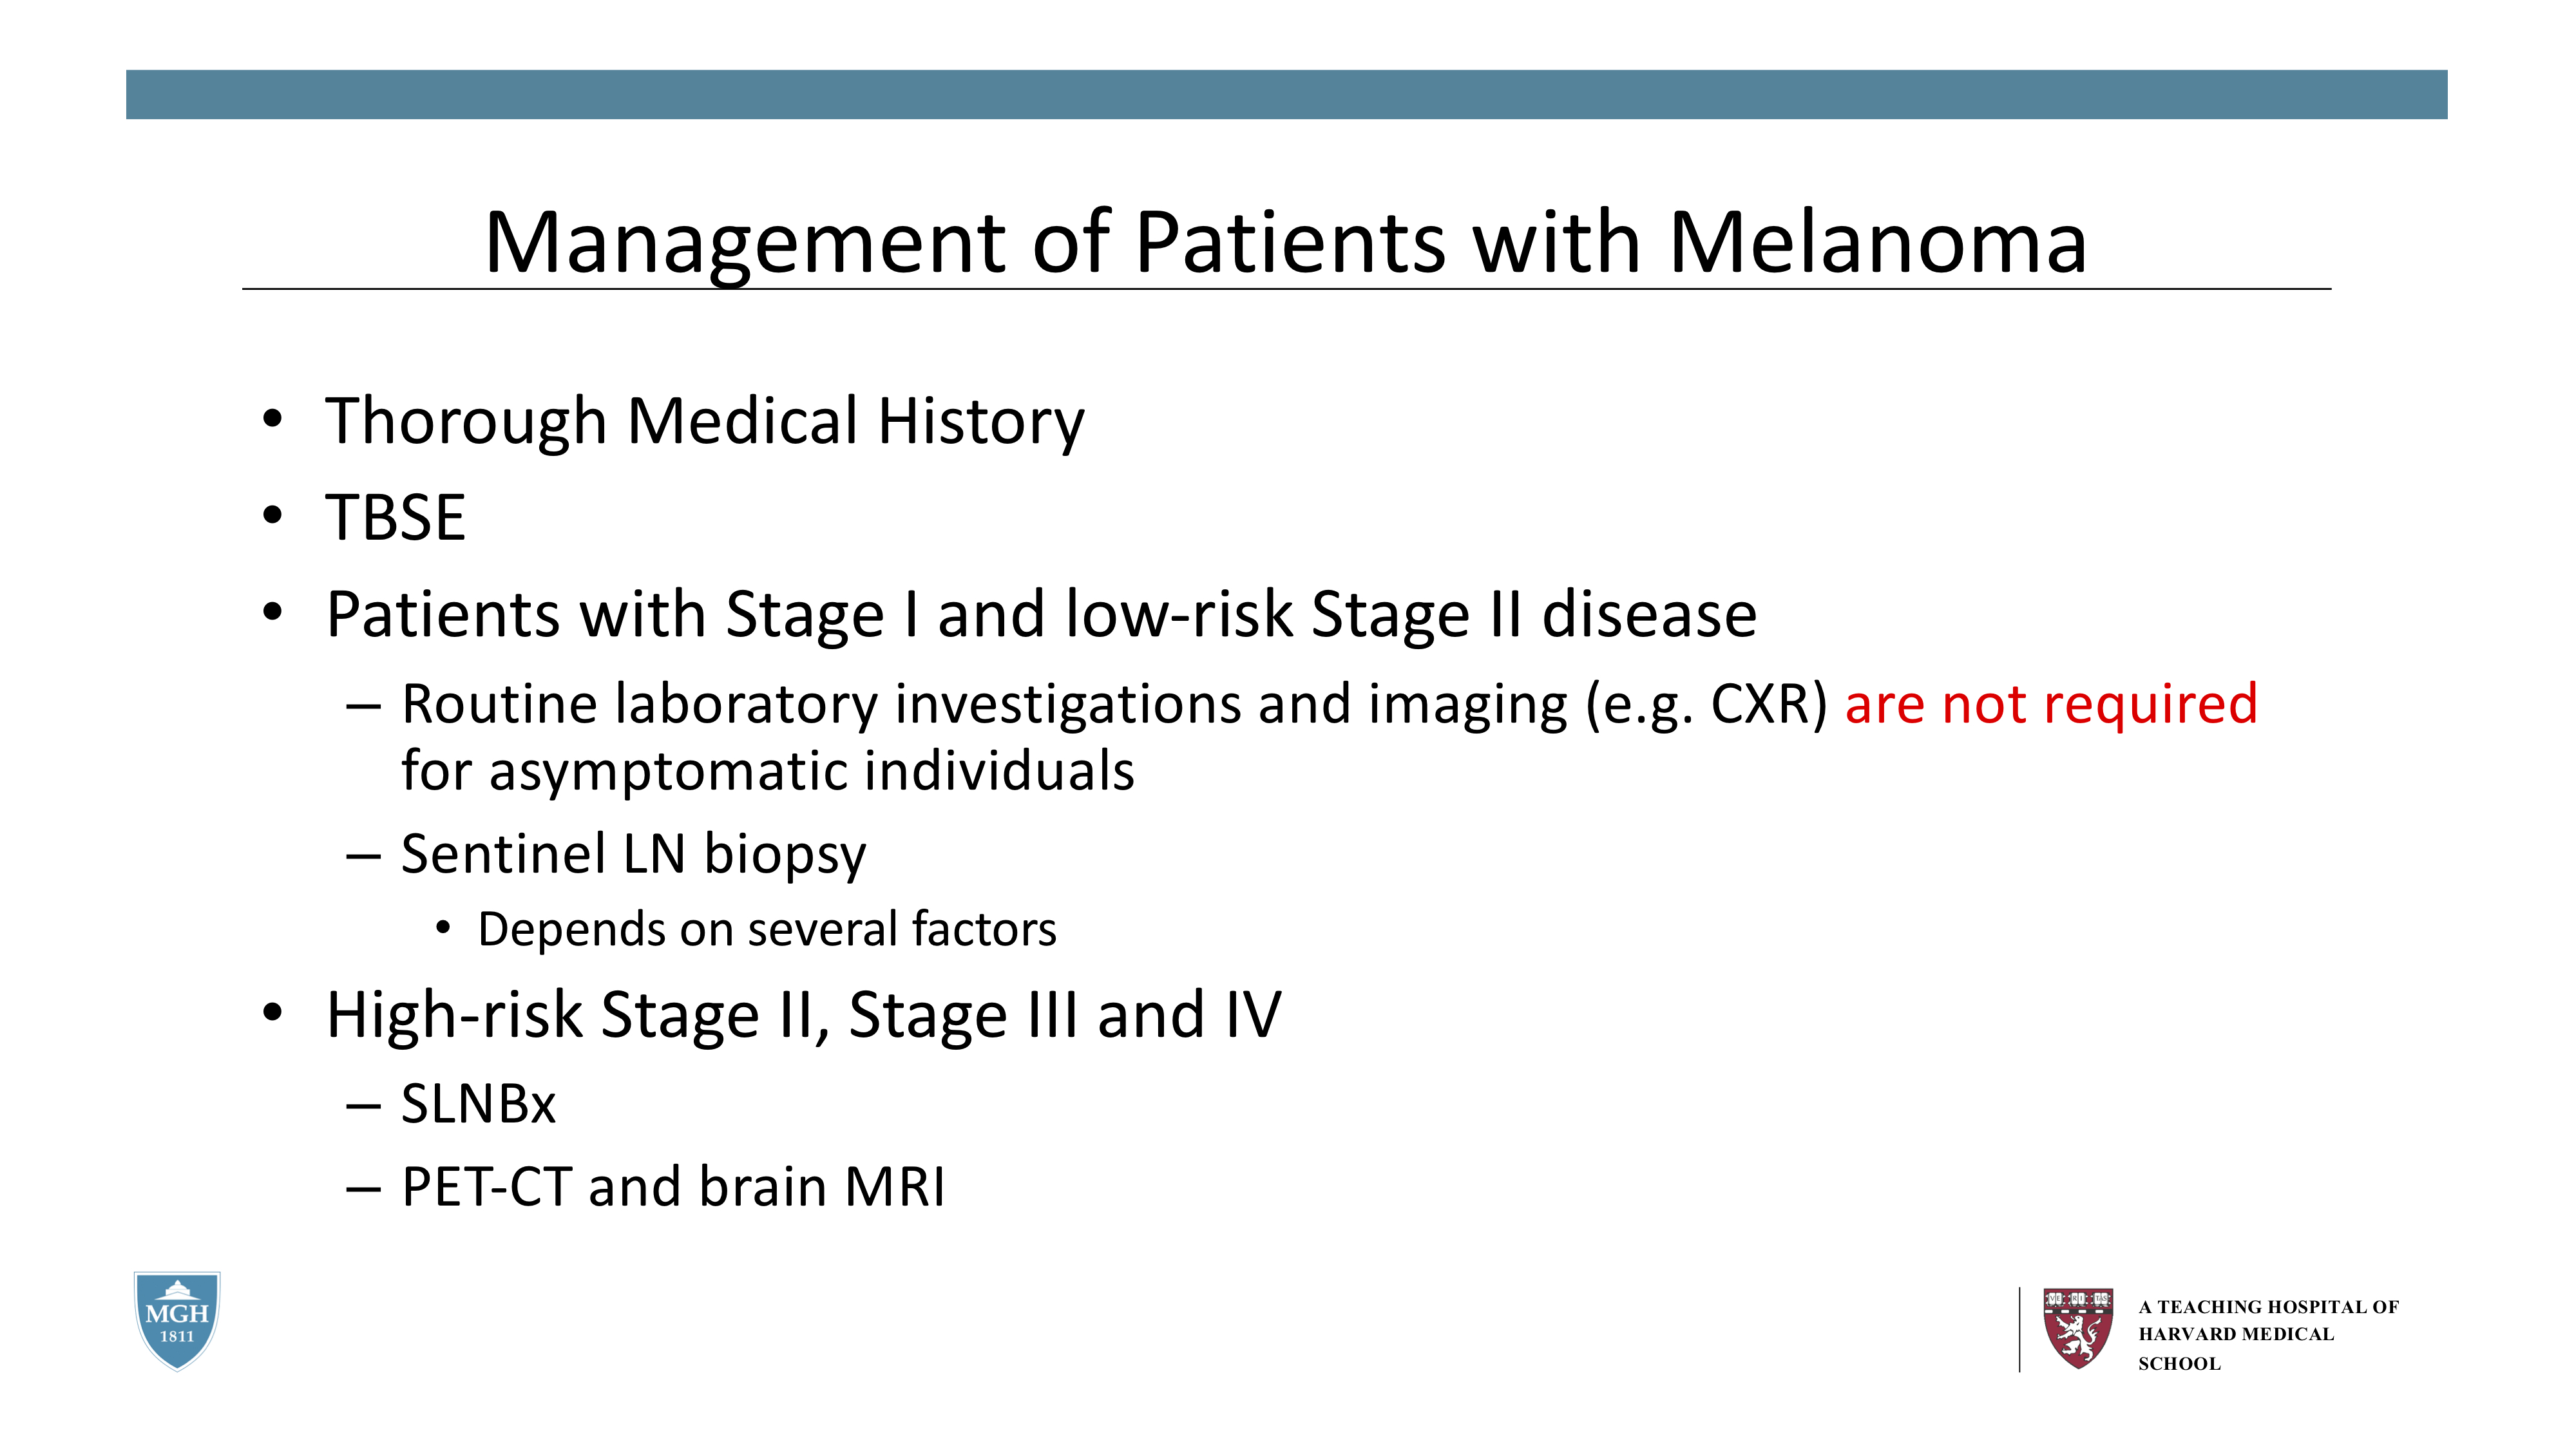 Management of Patients with Melanoma
• Thorough Medical History
• TBSE
• Patients with Stage I and low-risk Stage II disease
– Routine laboratory investigations and imaging (e.g. CXR) are not required
for asymptomatic individuals
– Sentinel LN biopsy
• Depends on several factors
• High-risk Stage II, Stage III and IV
– SLNBx
– PET-CT and brain MRI
MGH
1811
VE RI TAS
A TEACHING HOSPITAL OF
HARVARD MEDICAL
SCHOOL